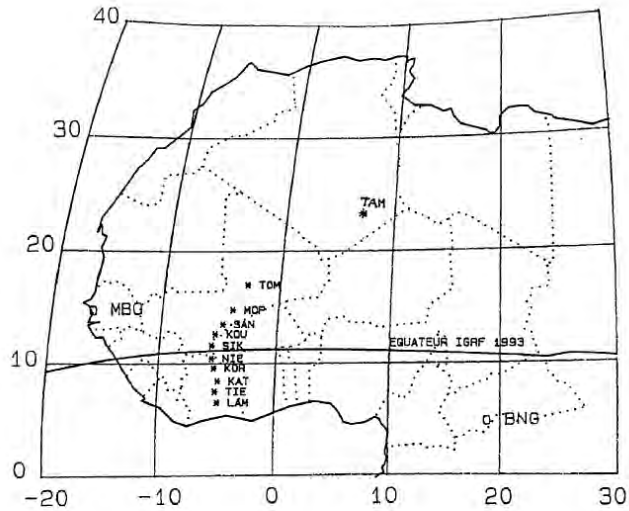 40
30
TAM
20
TOM
MBO
MOP
SAN
KOU
SIK
EQUATEUR IGRF 1993
10
NIE
KOR
KAT
TIE
LAM
BNG
0
-20 -10 0 10 20 30